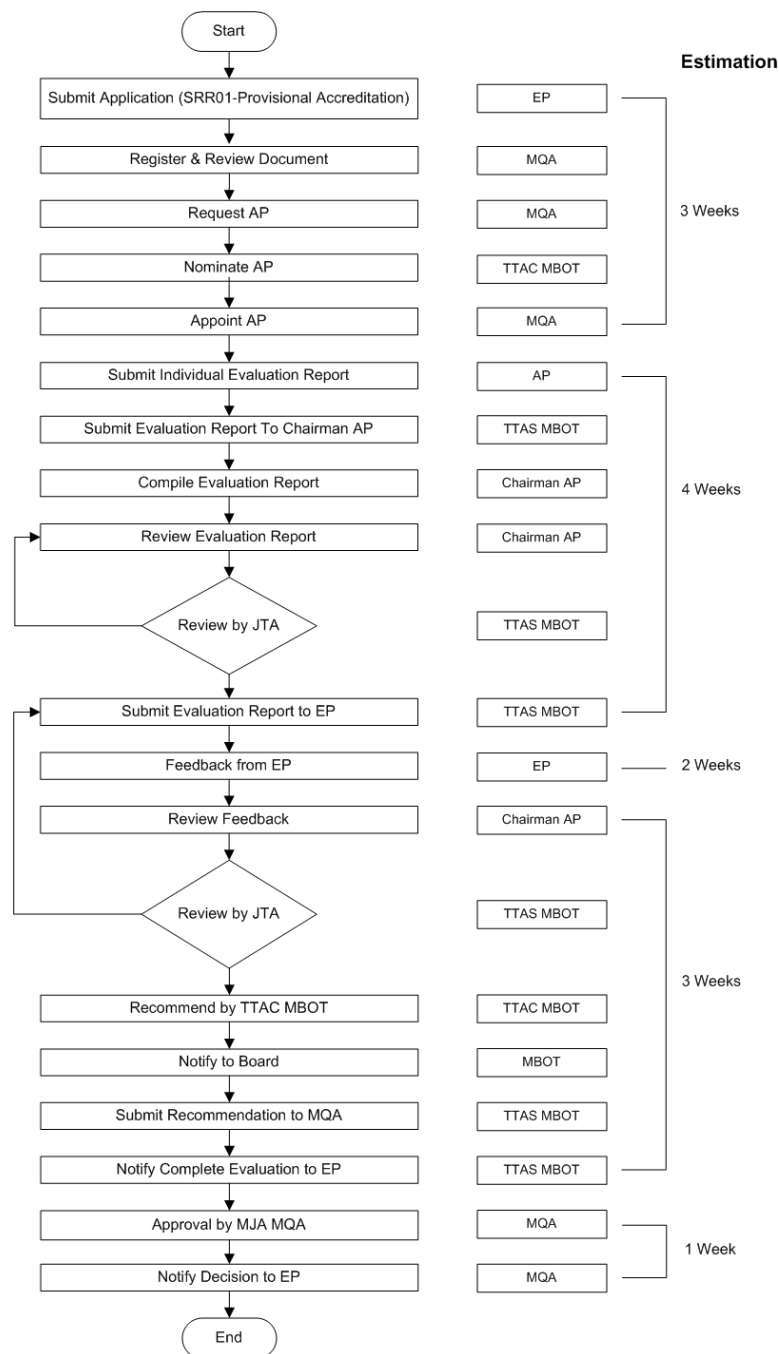 Start
Estimation
Submit Application (SRR01-Provisional Accreditation)
EP
Register & Review Document
MQA
3 Weeks
Request AP
MQA
Nominate AP
TTAC MBOT
Appoint AP
MQA
Submit Individual Evaluation Report
AP
Submit Evaluation Report To Chairman AP
TTAS MBOT
Compile Evaluation Report
Chairman AP
4 Weeks
Review Evaluation Report
Chairman AP
Review by JTA
TTAS MBOT
Submit Evaluation Report to EP
TTAS MBOT
Feedback from EP
EP
2 Weeks
Review Feedback
Chairman AP
Review by JTA
TTAS MBOT
3 Weeks
Recommend by TTAC MBOT
TTAC MBOT
Notify to Board
MBOT
Submit Recommendation to MQA
TTAS MBOT
Notify Complete Evaluation to EP
TTAS MBOT
Approval by MJA MQA
MQA
1 Week
Notify Decision to EP
MQA
End